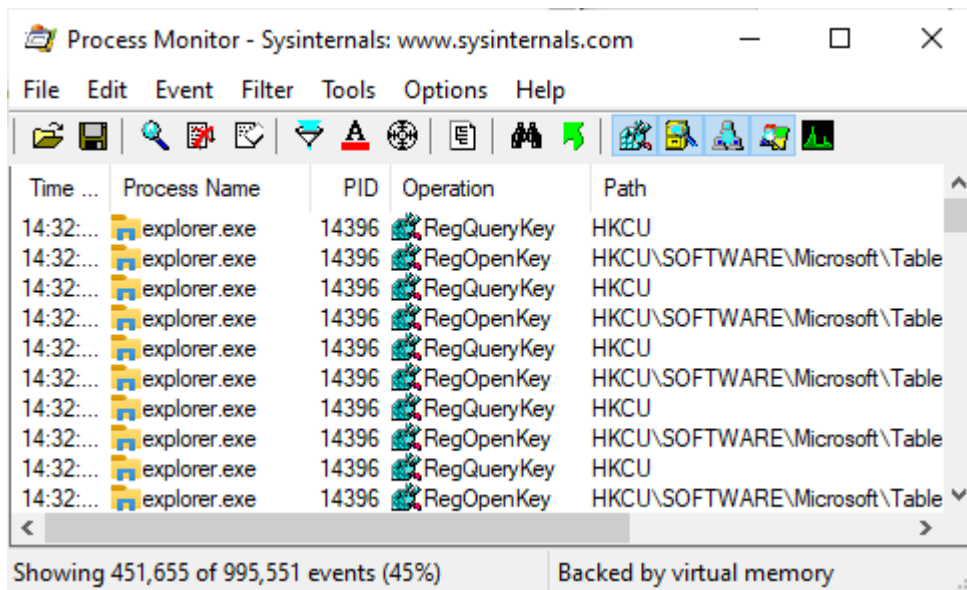 Process Monitor - Sysinternals: www.sysinternals.com
File Edit Event Filter Tools Options Help
Time ... Process Name PID Operation Path
14:32:... explorer.exe 14396 RegQueryKey HKCU
14:32:... explorer.exe 14396 RegOpenKey HKCU\SOFTWARE\Microsoft\Table
14:32:... explorer.exe 14396 RegQueryKey HKCU
14:32:... explorer.exe 14396 RegOpenKey HKCU\SOFTWARE\Microsoft\Table
14:32:... explorer.exe 14396 RegQueryKey HKCU
14:32:... explorer.exe 14396 RegOpenKey HKCU\SOFTWARE\Microsoft\Table
14:32:... explorer.exe 14396 RegQueryKey HKCU
14:32:... explorer.exe 14396 RegOpenKey HKCU\SOFTWARE\Microsoft\Table
14:32:... explorer.exe 14396 RegQueryKey HKCU
14:32:... explorer.exe 14396 RegOpenKey HKCU\SOFTWARE\Microsoft\Table
Showing 451,655 of 995,551 events (45%) Backed by virtual memory